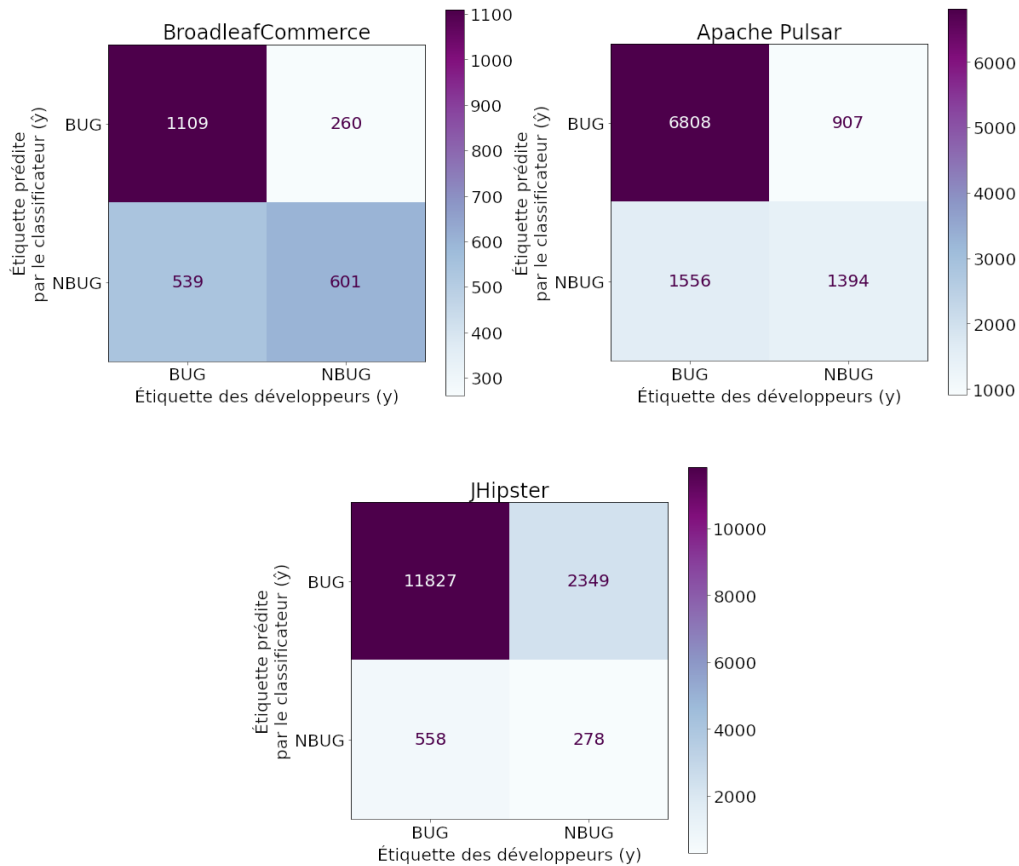 BroadleafCommerce
Étiquette prédite
par le classificateur (ŷ)
BUG
NBUG
1109
260
539
601
BUG
NBUG
Étiquette des développeurs (y)
1100
1000
900
800
700
600
500
400
300
Apache Pulsar
Étiquette prédite
par le classificateur (ŷ)
BUG
NBUG
6808
907
1556
1394
BUG
NBUG
Étiquette des développeurs (y)
6000
5000
4000
3000
2000
1000
JHipster
Étiquette prédite
par le classificateur (ŷ)
BUG
NBUG
11827
2349
558
278
BUG
NBUG
Étiquette des développeurs (y)
10000
8000
6000
4000
2000